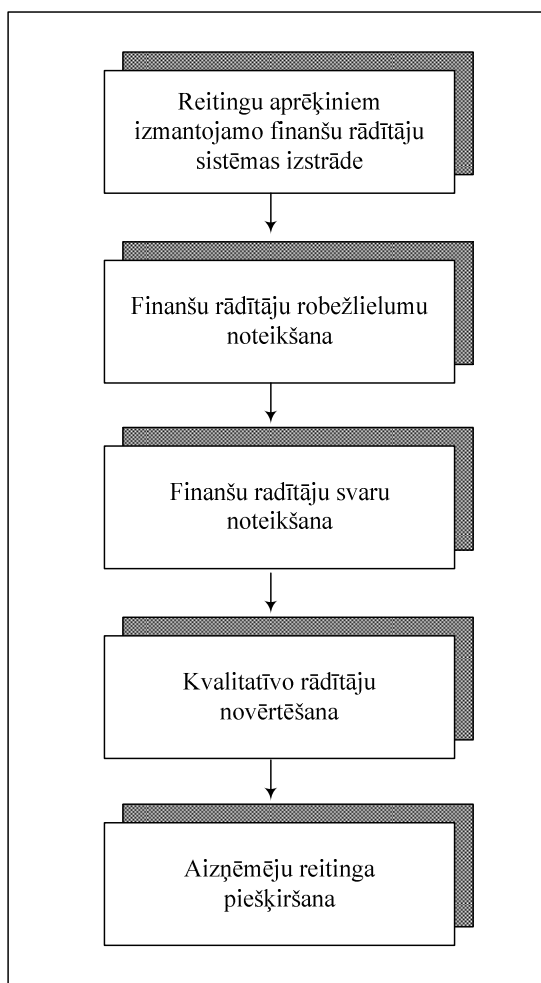 Reitingu aprēķiniem
izmantojamo finanšu rādītāju
sistēmas izstrāde
Finanšu rādītāju robežlielumu
noteikšana
Finanšu radītāju svaru
noteikšana
Kvalitatīvo rādītāju
novērtēšana
Aizņēmēju reitinga
piešķiršana